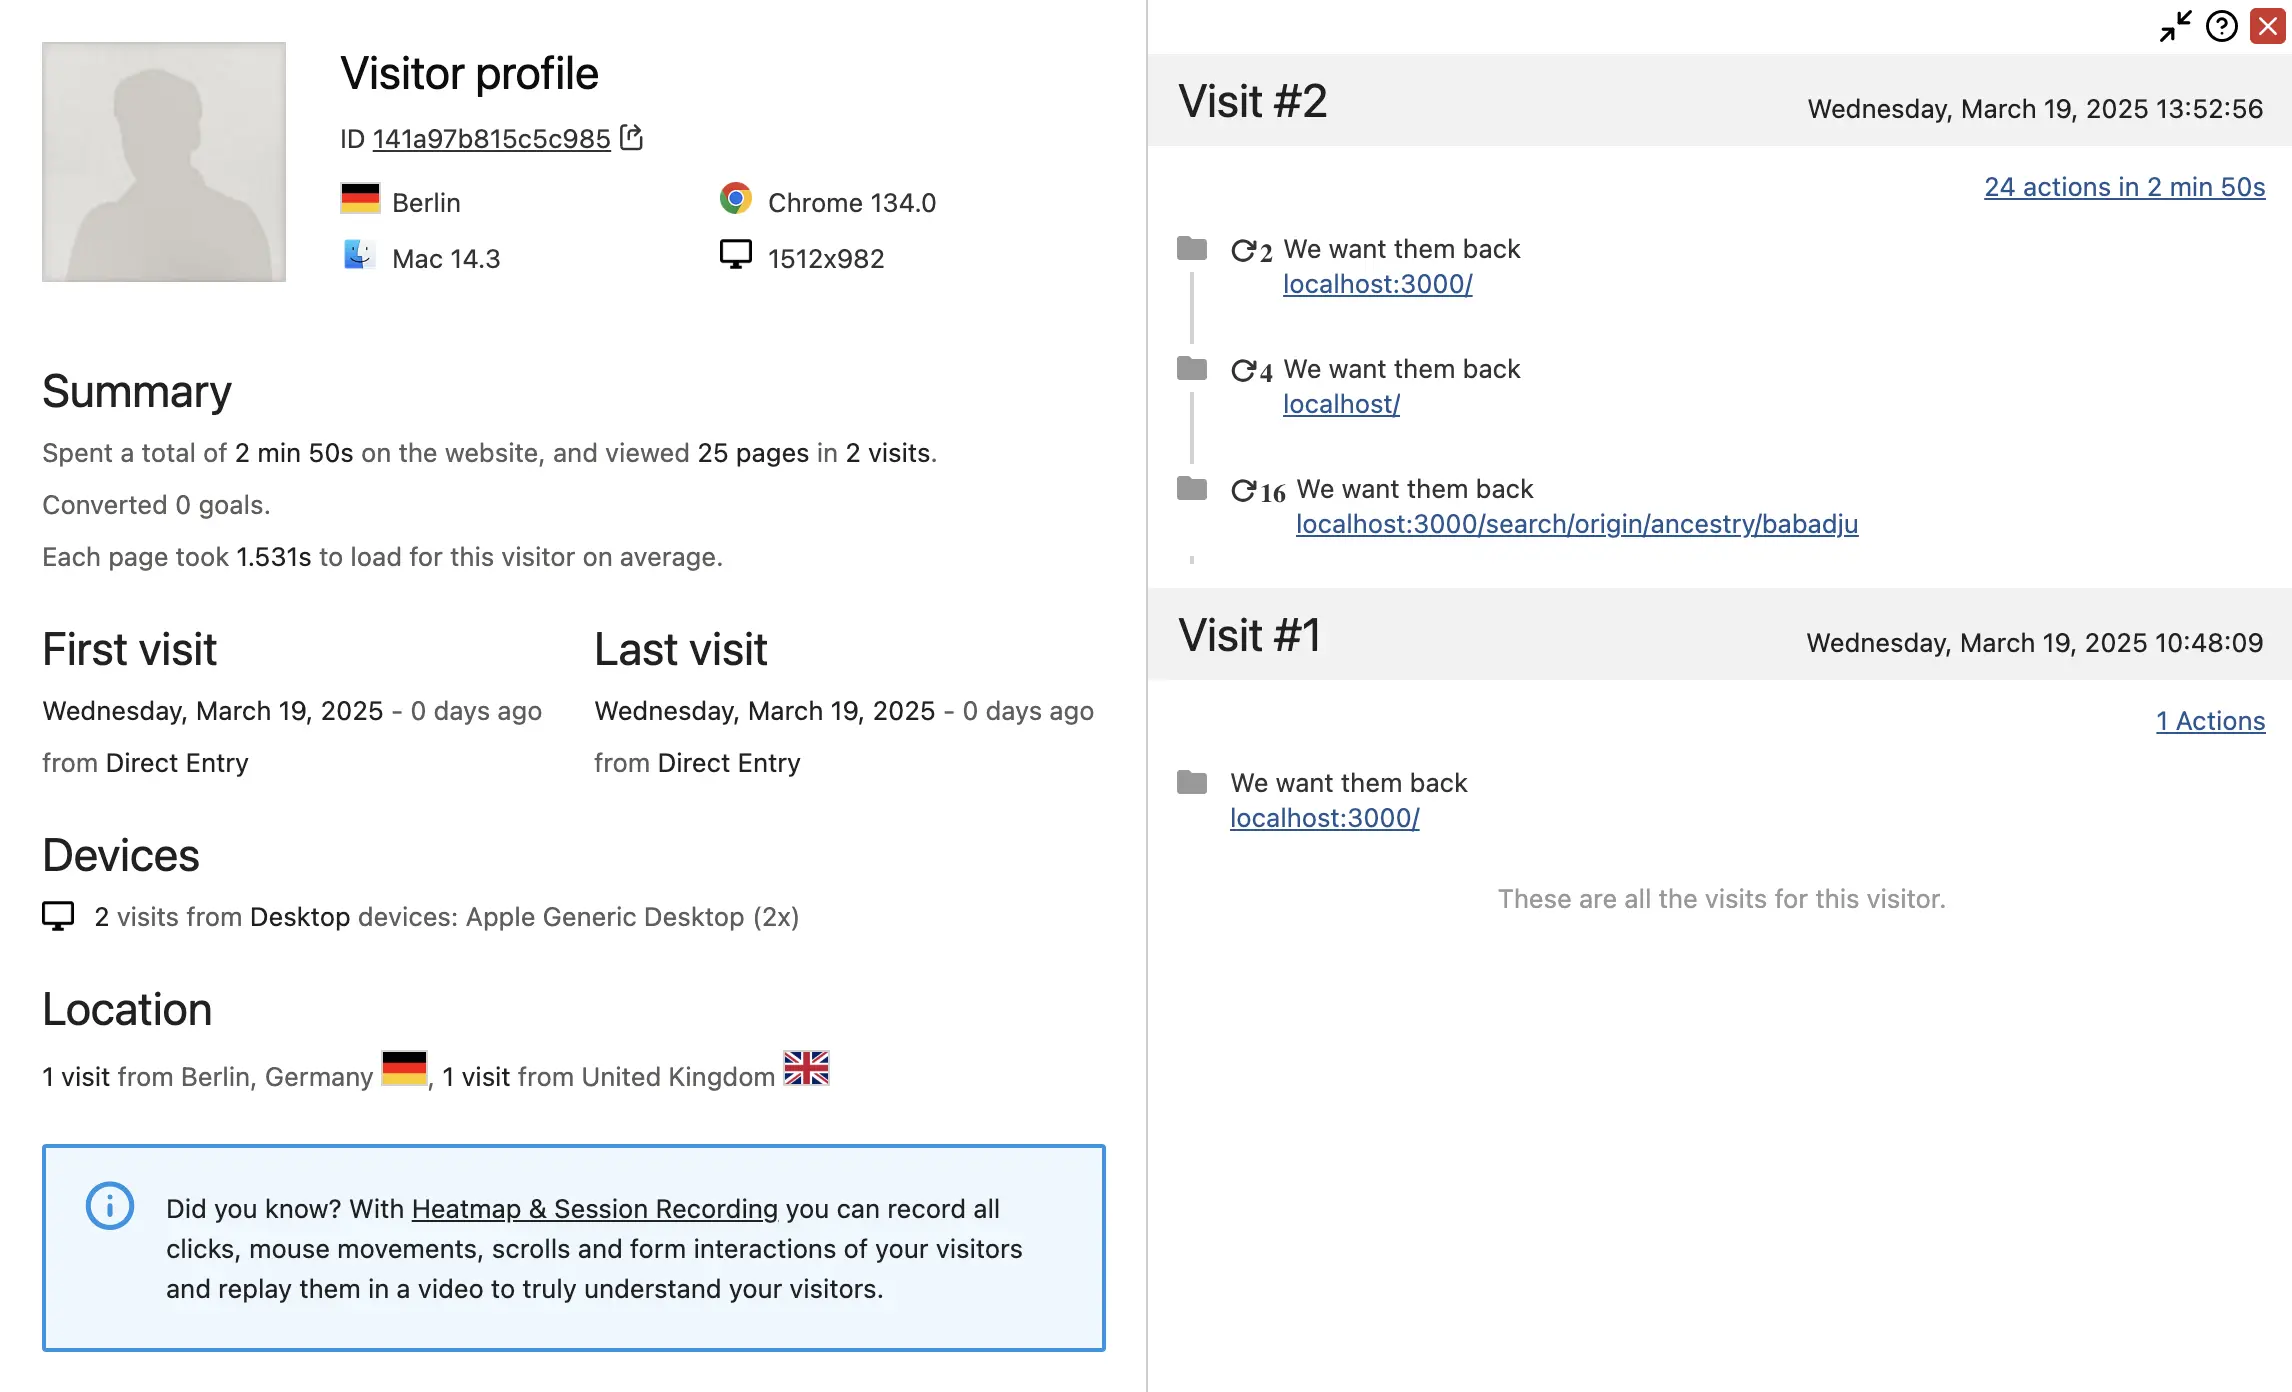 Visitor profile
ID 141a97b815c5c985
Berlin
Chrome 134.0
Mac 14.3
1512x982
Summary
Spent a total of 2 min 50s on the website, and viewed 25 pages in 2 visits.
Converted 0 goals.
Each page took 1.531s to load for this visitor on average.
First visit
Wednesday, March 19, 2025 - 0 days ago
from Direct Entry
Last visit
Wednesday, March 19, 2025 - 0 days ago
from Direct Entry
Devices
2 visits from Desktop devices: Apple Generic Desktop (2x)
Location
1 visit from Berlin, Germany , 1 visit from United Kingdom
Did you know? With Heatmap & Session Recording you can record all
clicks, mouse movements, scrolls and form interactions of your visitors
and replay them in a video to truly understand your visitors.
Visit #2
Wednesday, March 19, 2025 13:52:56
24 actions in 2 min 50s
2 We want them back
localhost:3000/
4 We want them back
localhost/
16 We want them back
localhost:3000/search/origin/ancestry/babadju
Visit #1
Wednesday, March 19, 2025 10:48:09
1 Actions
We want them back
localhost:3000/
These are all the visits for this visitor.